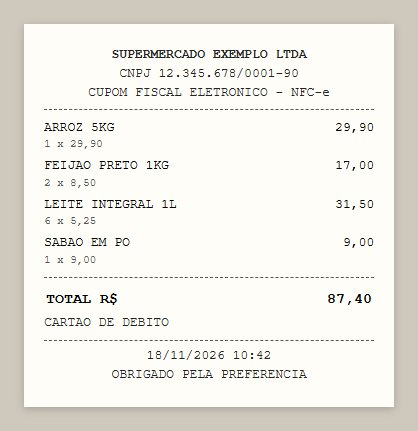 SUPERMERCADO EXEMPLO LTDA
CNPJ 12.345.678/0001-90
CUPOM FISCAL ELETRONICO - NFC-e
ARROZ 5KG 29,90
1 x 29,90
FEIJAO PRETO 1KG 17,00
2 x 8,50
LEITE INTEGRAL 1L 31,50
6 x 5,25
SABAO EM PO 9,00
1 x 9,00
TOTAL R$ 87,40
CARTAO DE DEBITO
18/11/2026 10:42
OBRIGADO PELA PREFERENCIA